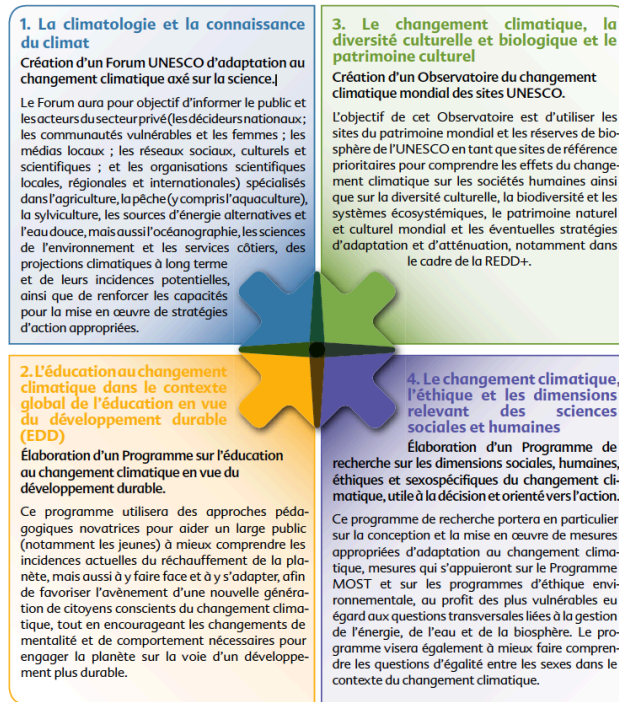 1. La climatologie et la connaissance
du climat
Création d'un Forum UNESCO d'adaptation au
changement climatique axé sur la science.|
Le Forum aura pour objectif d'informer le public et
les acteurs du secteur privé (les décideurs nationaux ;
les communautés vulnérables et les femmes ; les
médias locaux ; les réseaux sociaux, culturels et
scientifiques ; et les organisations scientifiques
locales, régionales et internationales) spécialisés
dans l'agriculture, la pêche (y compris l'aquaculture),
la sylviculture, les sources d'énergie alternatives et
l'eau douce, mais aussi l'océanographie, les sciences
de l'environnement et les services côtiers, des
projections climatiques à long terme
et de leurs incidences potentielles,
ainsi que de renforcer les capacités
pour la mise en œuvre de stratégies
d'action appropriées.
2. L'éducation au changement
climatique dans le contexte
global de l'éducation en vue
du développement durable
(EDD)
Élaboration d'un Programme sur l'éducation
au changement climatique en vue du
développement durable.
Ce programme utilisera des approches péda-
gogiques novatrices pour aider un large public
(notamment les jeunes) à mieux comprendre les
incidences actuelles du réchauffement de la pla-
nète, mais aussi à y faire face et à y s'adapter, afin
de favoriser l'avènement d'une nouvelle généra-
tion de citoyens conscients du changement clima-
tique, tout en encourageant les changements de
mentalité et de comportement nécessaires pour
engager la planète sur la voie d'un développe-
ment plus durable.
3. Le changement climatique, la
diversité culturelle et biologique et le
patrimoine culturel
Création d'un Observatoire du changement
climatique mondial des sites UNESCO.
L'objectif de cet Observatoire est d'utiliser les
sites du patrimoine mondial et les réserves de bio-
sphère de l'UNESCO en tant que sites de référence
prioritaires pour comprendre les effets du change-
ment climatique sur les sociétés humaines ainsi
que sur la diversité culturelle, la biodiversité et les
systèmes écosystémiques, le patrimoine naturel
et culturel mondial et les éventuelles stratégies
d'adaptation et d'atténuation, notamment dans
le cadre de la REDD+.
4. Le changement climatique,
l'éthique et les dimensions
relevant des sciences
sociales et humaines
Élaboration d'un Programme de
recherche sur les dimensions sociales, humaines,
éthiques et sexospécifiques du changement cli-
matique, utile à la décision et orienté vers l'action.
Ce programme de recherche portera en particulier
sur la conception et la mise en œuvre de mesures
appropriées d'adaptation au changement clima-
tique, mesures qui s'appuieront sur le Programme
MOST et sur les programmes d'éthique envi-
ronnementale, au profit des plus vulnérables eu
égard aux questions transversales liées à la gestion
de l'énergie, de l'eau et de la biosphère. Le pro-
gramme visera également à mieux faire compren-
dre les questions d'égalité entre les sexes dans le
contexte du changement climatique.